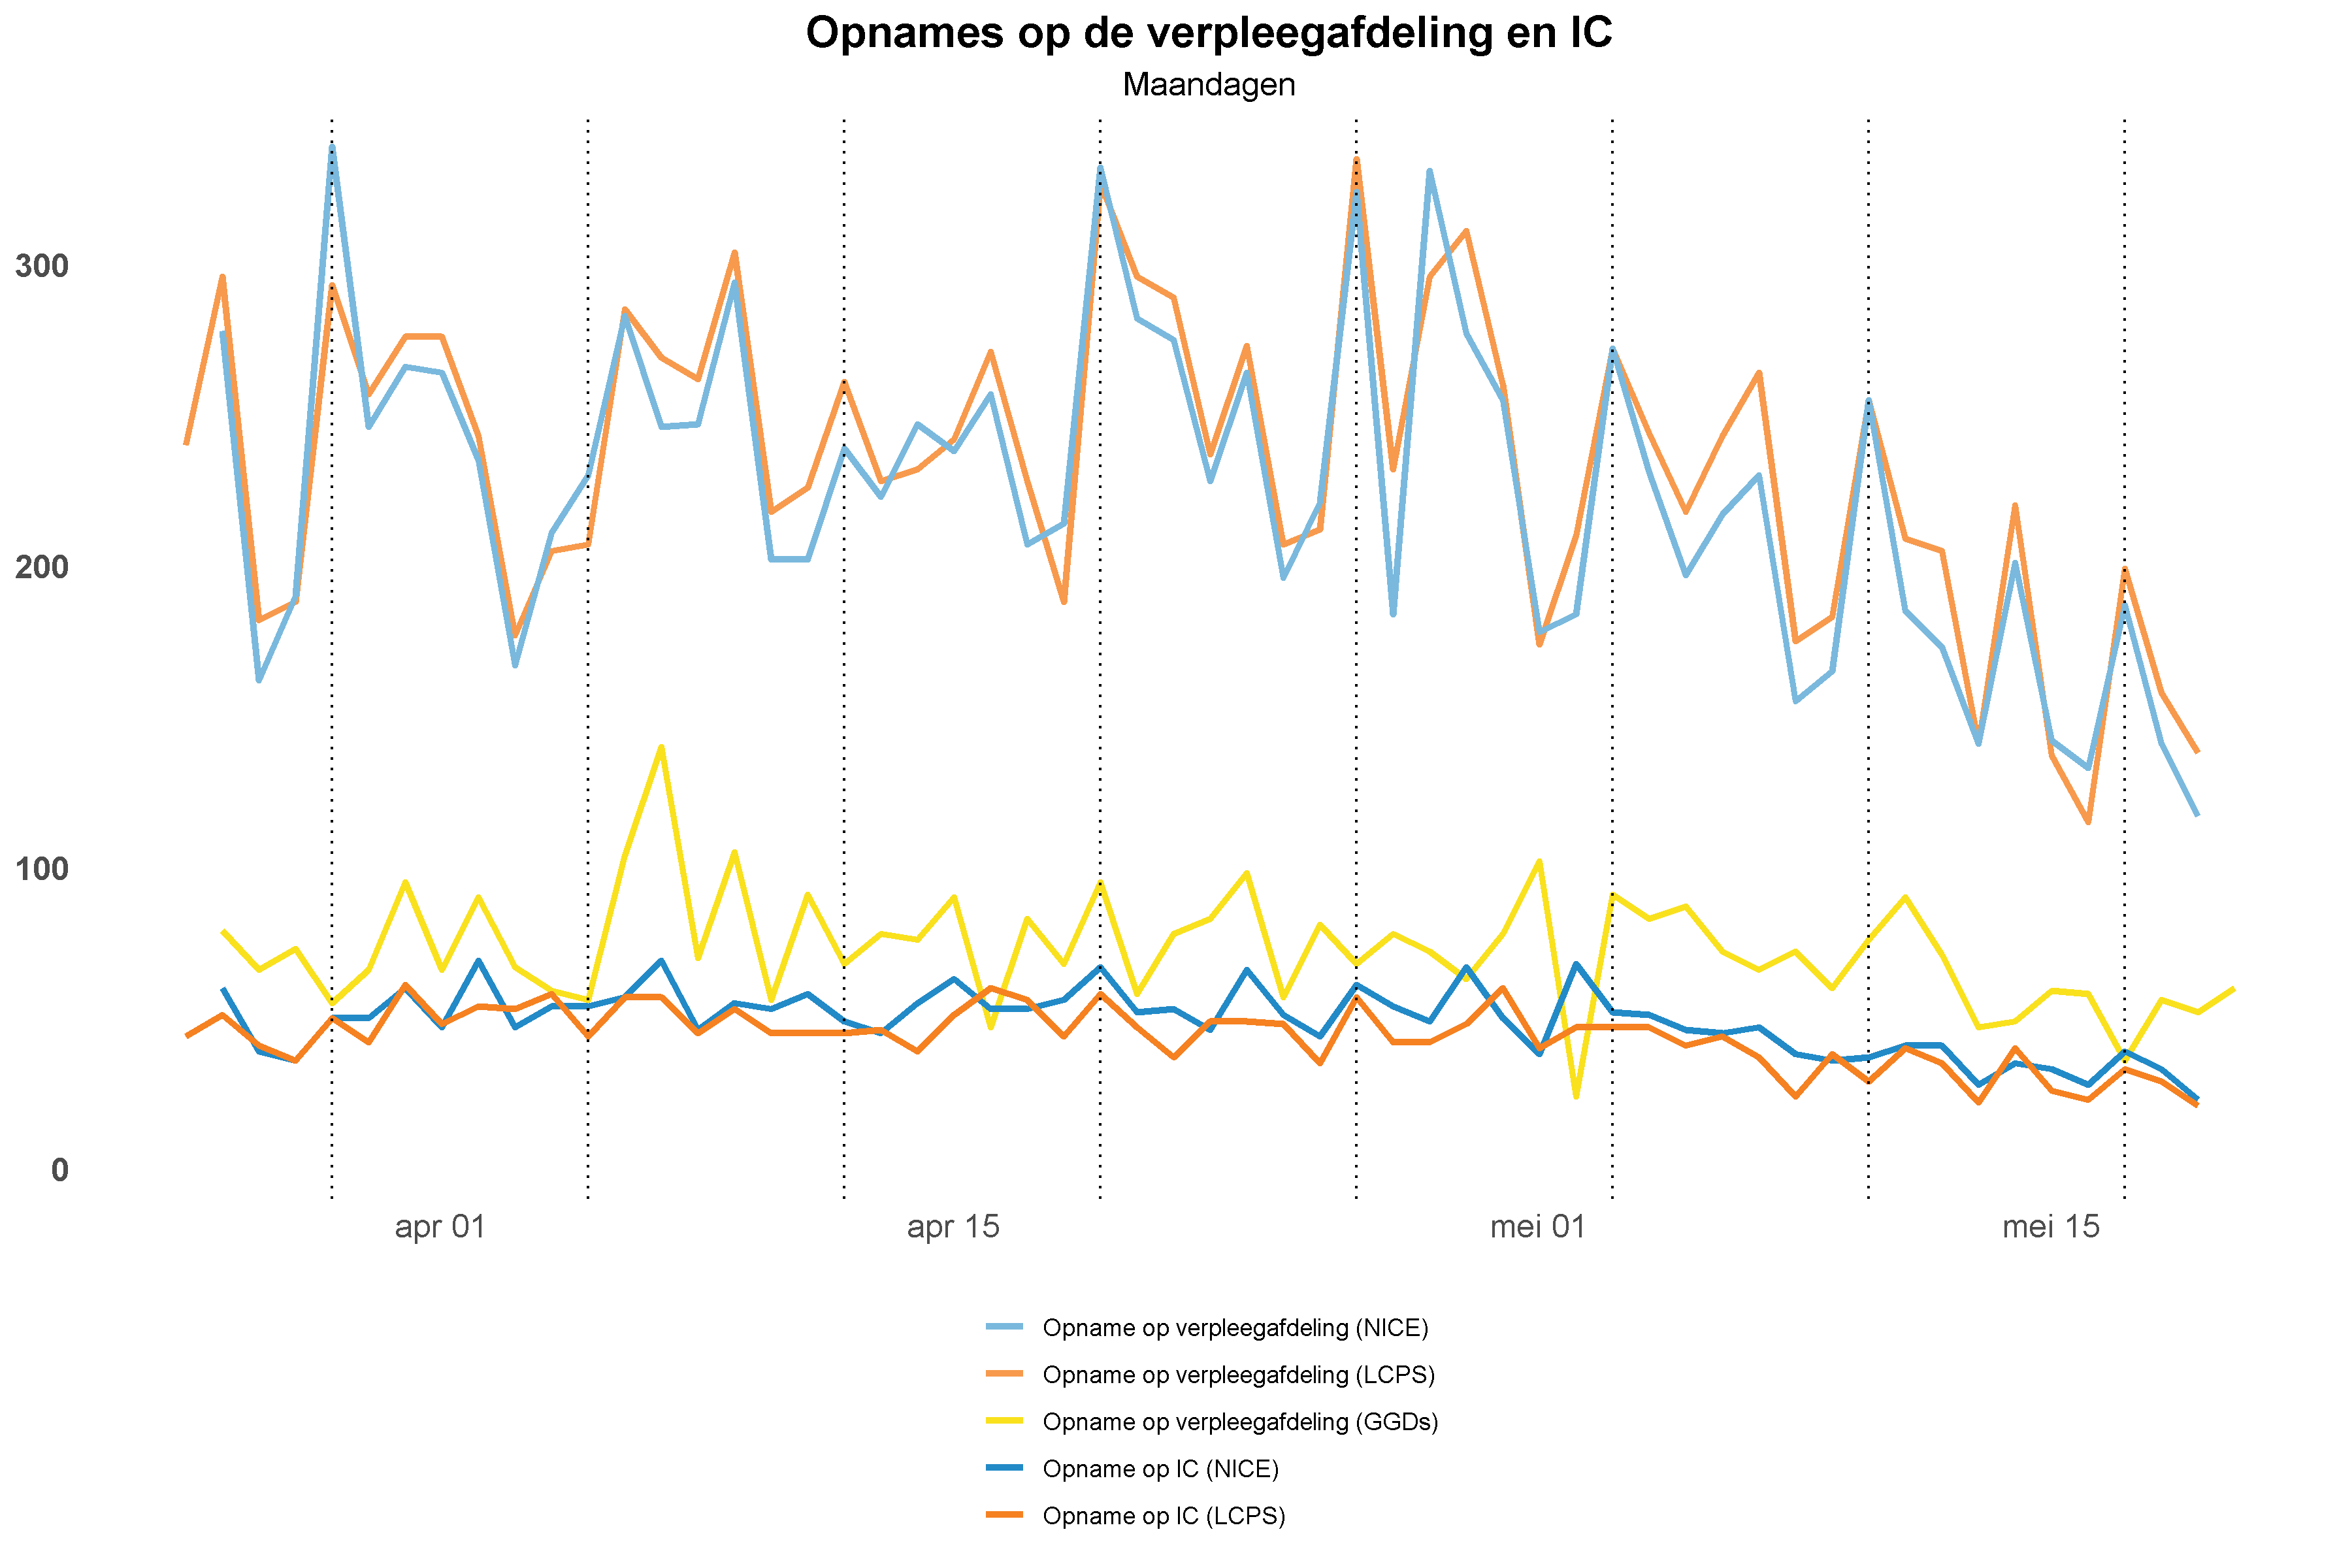 Opnames op de verpleegafdeling en IC
Maandagen
300
200
100
0
apr 01
apr 15
mei 01
mei 15
Opname op verpleegafdeling (NICE)
Opname op verpleegafdeling (LCPS)
Opname op verpleegafdeling (GGDs)
Opname op IC (NICE)
Opname op IC (LCPS)